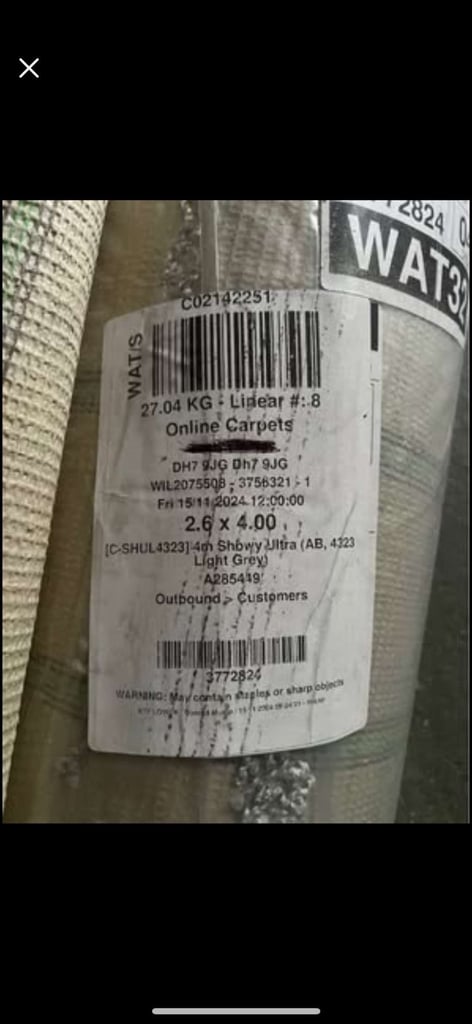 2824
WAT32
C02142251
WATS
27.04 KG - Linear #: 8
Online Carpets
DH7 9JG Dh7 9JG
WIL2075508 - 3756321 - 1
Fri 15/11/2024 12:00:00
2.6 x 4.00
[C-SHUL4323] 4m Showy Ultra (AB, 4323
Light Grey)
A285449
Outbound > Customers
3772824
WARNING: May contain staples or sharp objects